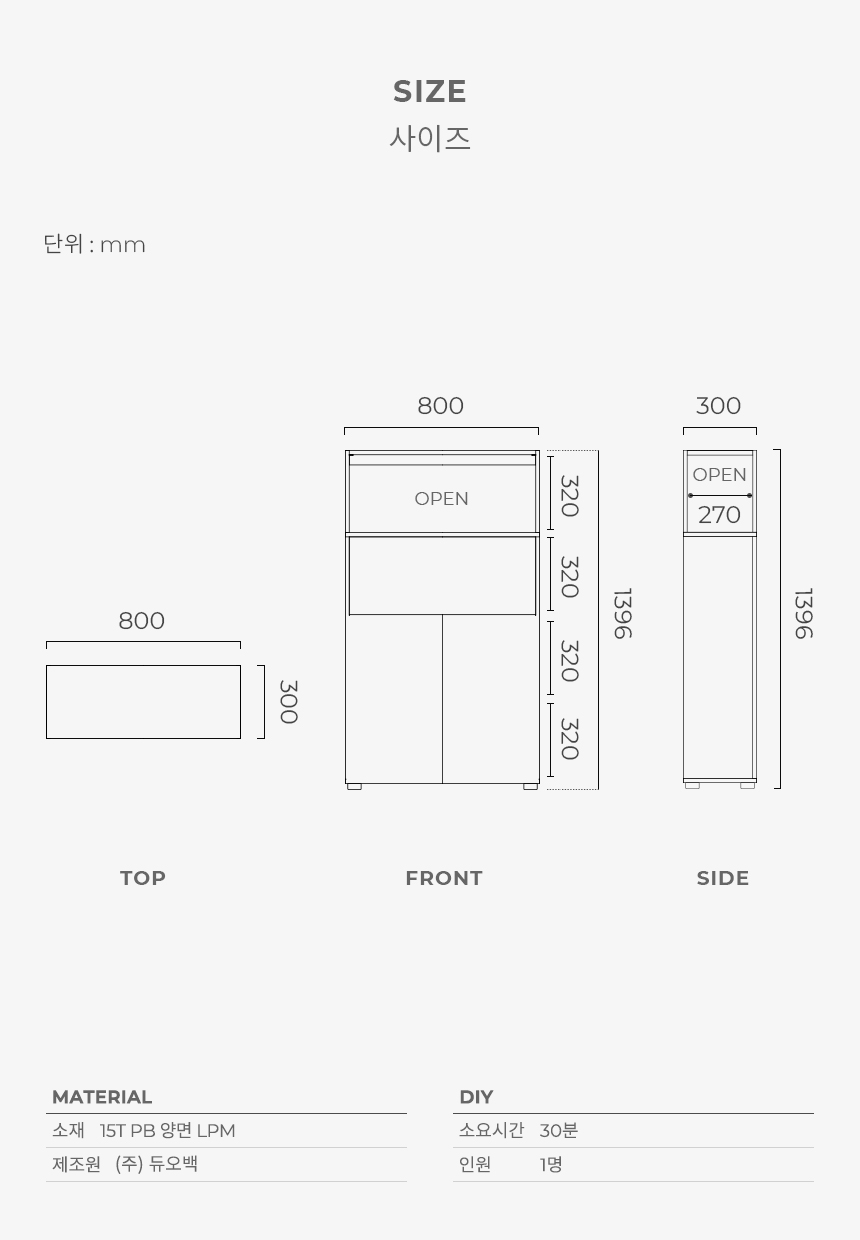 SIZE
사이즈
단위 : mm
800
300
OPEN
320
OPEN
270
320
1396
1396
800
320
300
320
TOP
FRONT
SIDE
MATERIAL
소재 15T PB 양면 LPM
제조원 (주) 듀오백
DIY
소요시간 30분
인원 1명